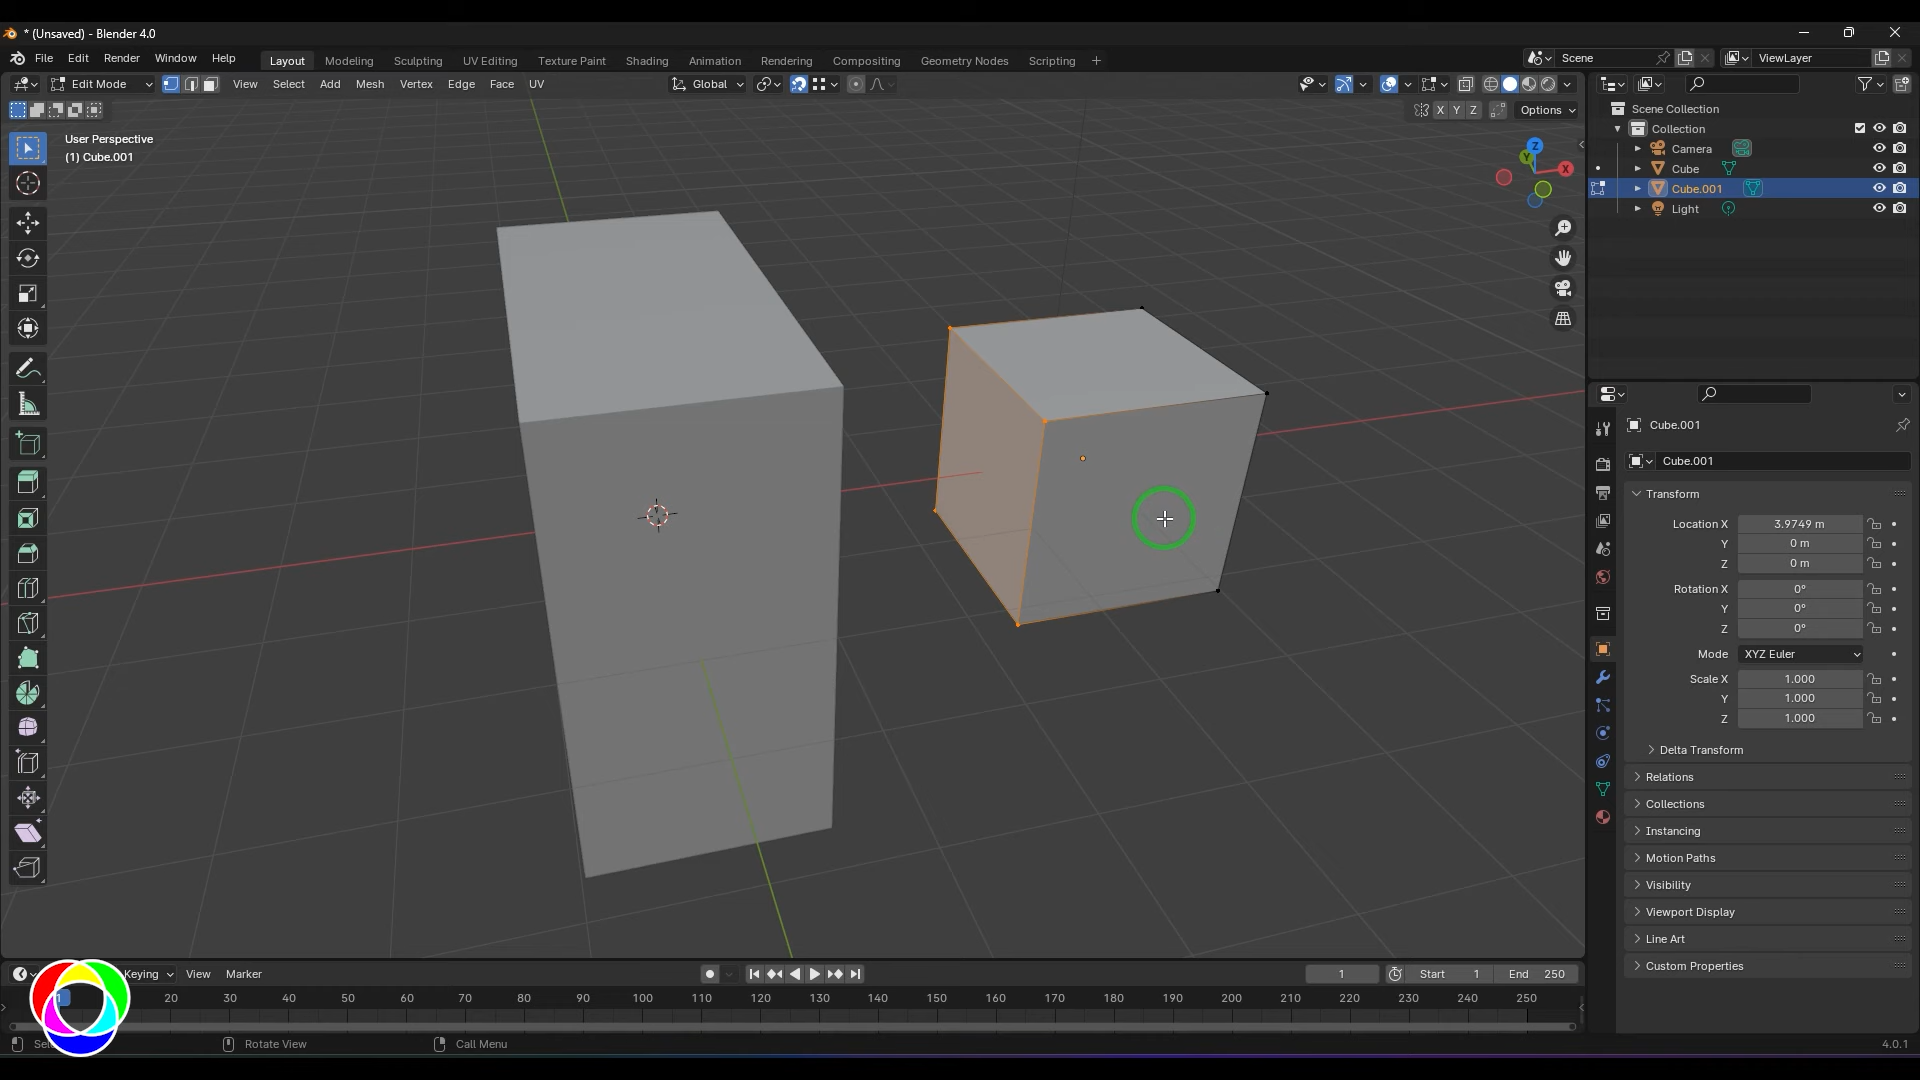 * (Unsaved) - Blender 4.0
File Edit Render Window Help Layout Modeling Sculpting UV Editing Texture Paint Shading Animation Rendering Compositing Geometry Nodes Scripting + Scene ViewLayer
Edit Mode View Select Add Mesh Vertex Edge Face UV Global
X Y Z Options
User Perspective
(1) Cube.001
Z
Y
X
Scene Collection
Collection
Camera
Cube
Cube.001
Light
Cube.001
Cube.001
Transform
Location X 3.9749 m
Y 0 m
Z 0 m
Rotation X 0°
Y 0°
Z 0°
Mode XYZ Euler
Scale X 1.000
Y 1.000
Z 1.000
Delta Transform
Relations
Collections
Instancing
Motion Paths
Visibility
Viewport Display
Line Art
Custom Properties
Keying View Marker 1 Start 1 End 250
1 20 30 40 50 60 70 80 90 100 110 120 130 140 150 160 170 180 190 200 210 220 230 240 250
Rotate View Call Menu 4.0.1